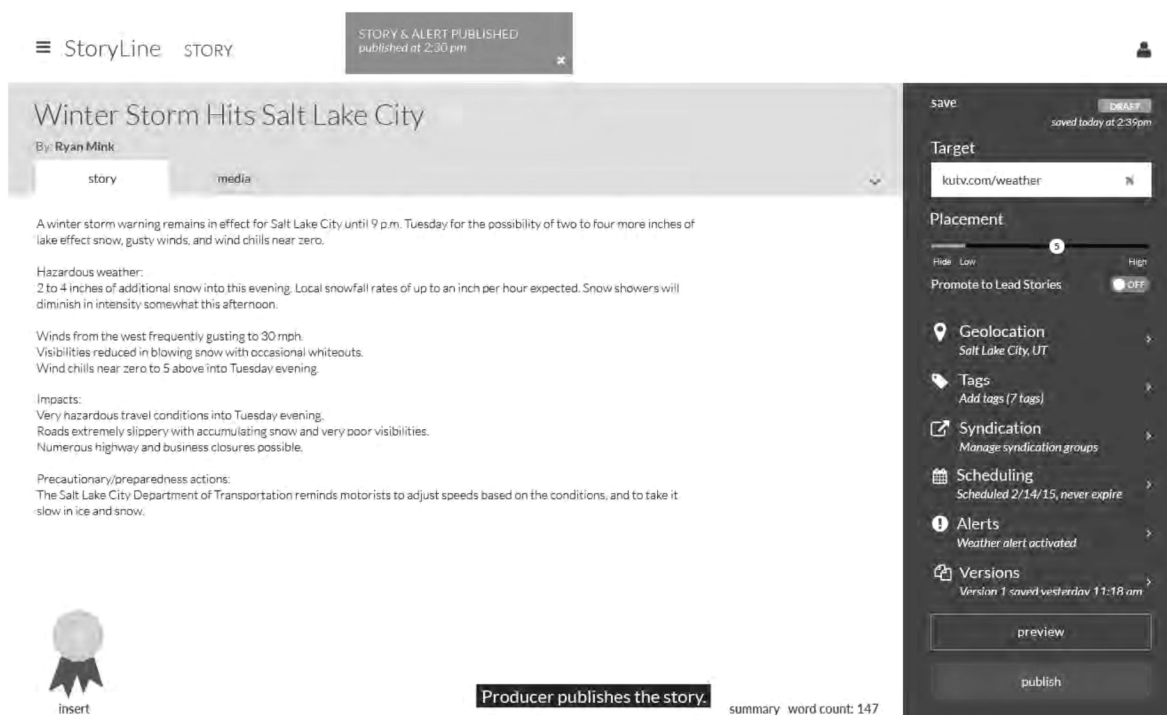 StoryLine STORY
STORY & ALERT PUBLISHED
published at 2:30 pm
Winter Storm Hits Salt Lake City
By: Ryan Mink
story media
A winter storm warning remains in effect for Salt Lake City until 9 p.m. Tuesday for the possibility of two to four more inches of
lake effect snow, gusty winds, and wind chills near zero.
Hazardous weather:
2 to 4 inches of additional snow into this evening. Local snowfall rates of up to an inch per hour expected. Snow showers will
diminish in intensity somewhat this afternoon.
Winds from the west frequently gusting to 30 mph.
Visibilities reduced in blowing snow with occasional whiteouts.
Wind chills near zero to 5 above into Tuesday evening.
Impacts:
Very hazardous travel conditions into Tuesday evening.
Roads extremely slippery with accumulating snow and very poor visibilities.
Numerous highway and business closures possible.
Precautionary/preparedness actions:
The Salt Lake City Department of Transportation reminds motorists to adjust speeds based on the conditions, and to take it
slow in ice and snow.
insert
Producer publishes the story.
summary word count: 147
save DRAFT
saved today at 2:39pm
Target
kutv.com/weather
Placement
5
Hide Low High
Promote to Lead Stories OFF
Geolocation
Salt Lake City, UT
Tags
Add tags (7 tags)
Syndication
Manage syndication groups
Scheduling
Scheduled 2/14/15, never expire
Alerts
Weather alert activated
Versions
Version 1 saved yesterday 11:18 am
preview
publish